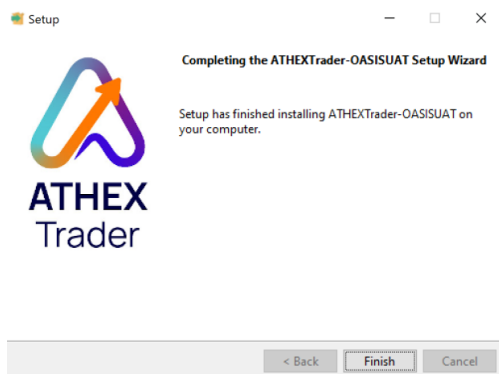 Setup
Completing the ATHEXTrader-OASISUAT Setup Wizard
Setup has finished installing ATHEXTrader-OASISUAT on
your computer.
ATHEX
Trader
< Back
Finish
Cancel